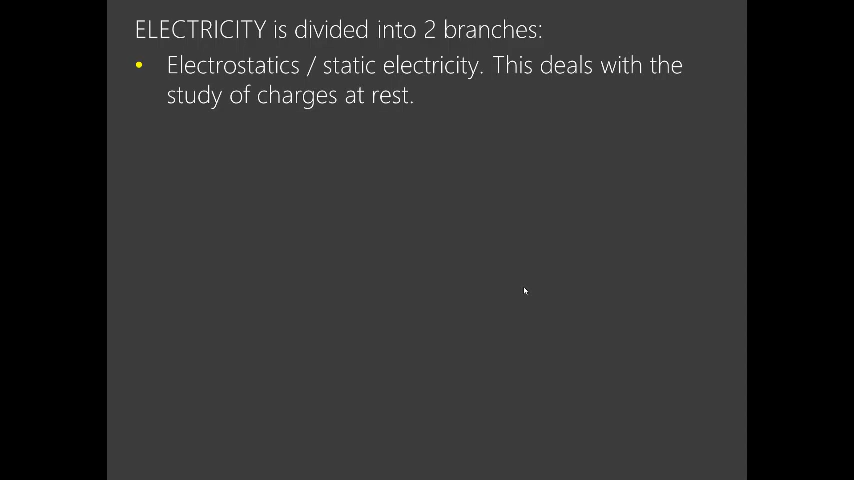 ELECTRICITY is divided into 2 branches:
• Electrostatics / static electricity. This deals with the
study of charges at rest.